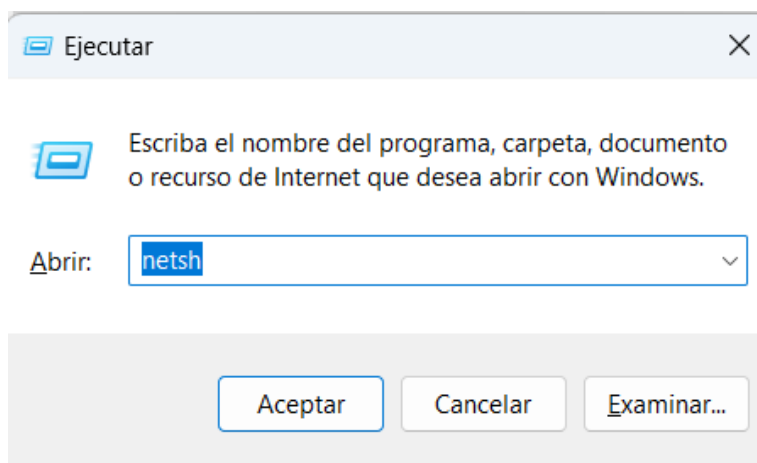 Ejecutar
Escriba el nombre del programa, carpeta, documento
o recurso de Internet que desea abrir con Windows.
Abrir: netsh
Aceptar Cancelar Examinar...